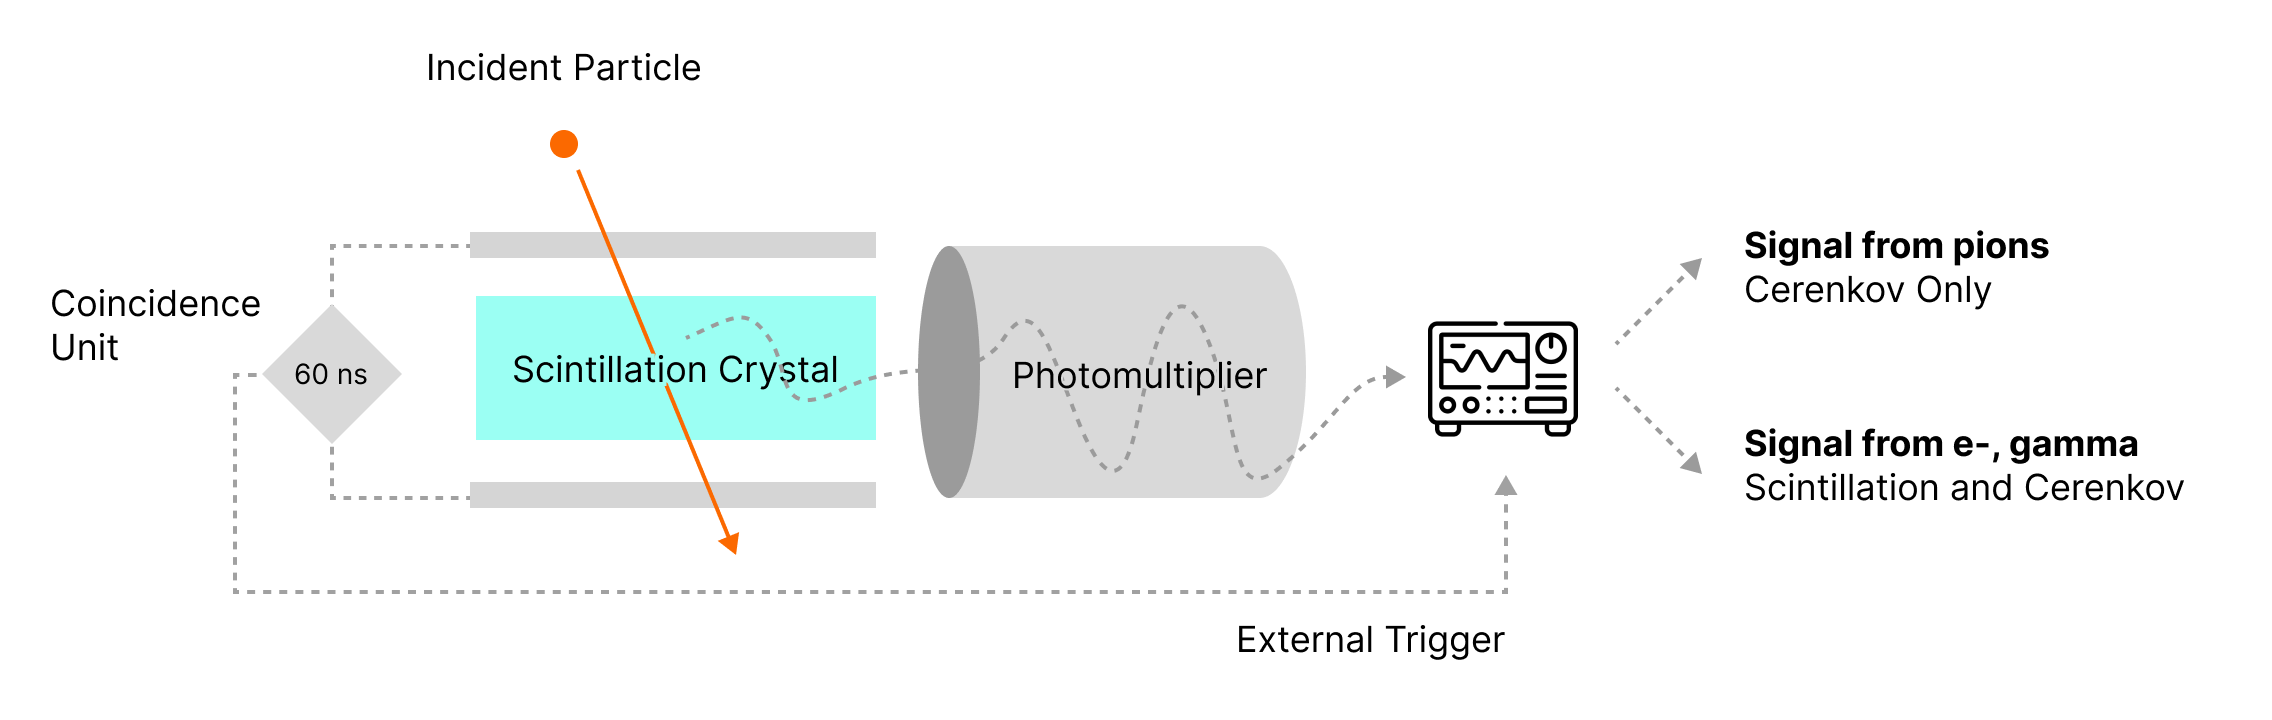 Incident Particle
Coincidence
Unit
60 ns
Scintillation Crystal
Photomultiplier
Signal from pions
Cerenkov Only
Signal from e-, gamma
Scintillation and Cerenkov
External Trigger